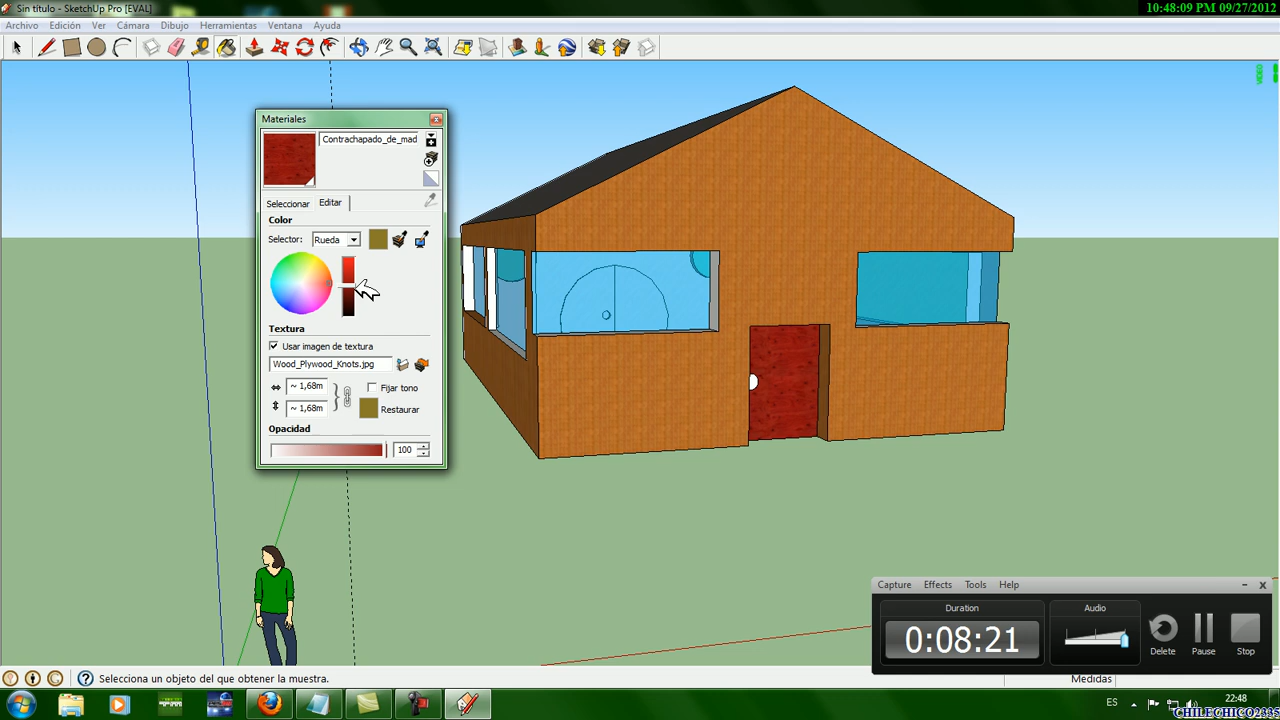 Sin título - SketchUp Pro [EVAL]
10:48:09 PM 09/27/2012
Archivo Edición Ver Cámara Dibujo Herramientas Ventana Ayuda
VIDEO
Materiales
Contrachapado_de_mad
Seleccionar Editar
Color
Selector: Rueda
Textura
Usar imagen de textura
Wood_Plywood_Knots.jpg
~ 1,68m
Fijar tono
~ 1,68m
Restaurar
Opacidad
100
Capture Effects Tools Help
Duration
Audio
0:08:21
Delete Pause Stop
Selecciona un objeto del que obtener la muestra.
Medidas
ES
22:48
CHILECHICO233S